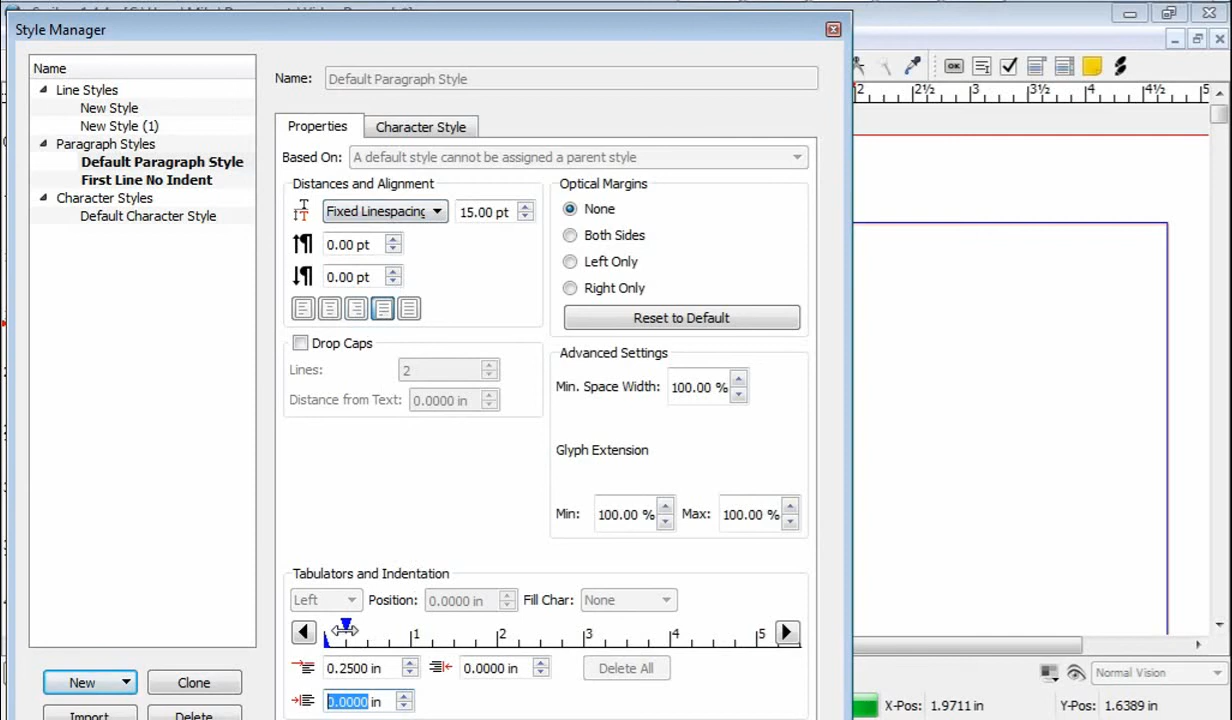 Style Manager
Name
Line Styles
New Style
New Style (1)
Paragraph Styles
Default Paragraph Style
First Line No Indent
Character Styles
Default Character Style
New
Clone
Import
Delete
Name: Default Paragraph Style
Properties Character Style
Based On: A default style cannot be assigned a parent style
Distances and Alignment
Fixed Linespacing 15.00 pt
0.00 pt
0.00 pt
Drop Caps
Lines: 2
Distance from Text: 0.0000 in
Optical Margins
None
Both Sides
Left Only
Right Only
Reset to Default
Advanced Settings
Min. Space Width: 100.00 %
Glyph Extension
Min: 100.00 % Max: 100.00 %
Tabulators and Indentation
Left Position: 0.0000 in Fill Char: None
1 2 3 4 5
0.2500 in 0.0000 in Delete All
0.0000 in
OK
2 2½ 3 3½ 4 4½ 5
Normal Vision
X-Pos: 1.9711 in Y-Pos: 1.6389 in